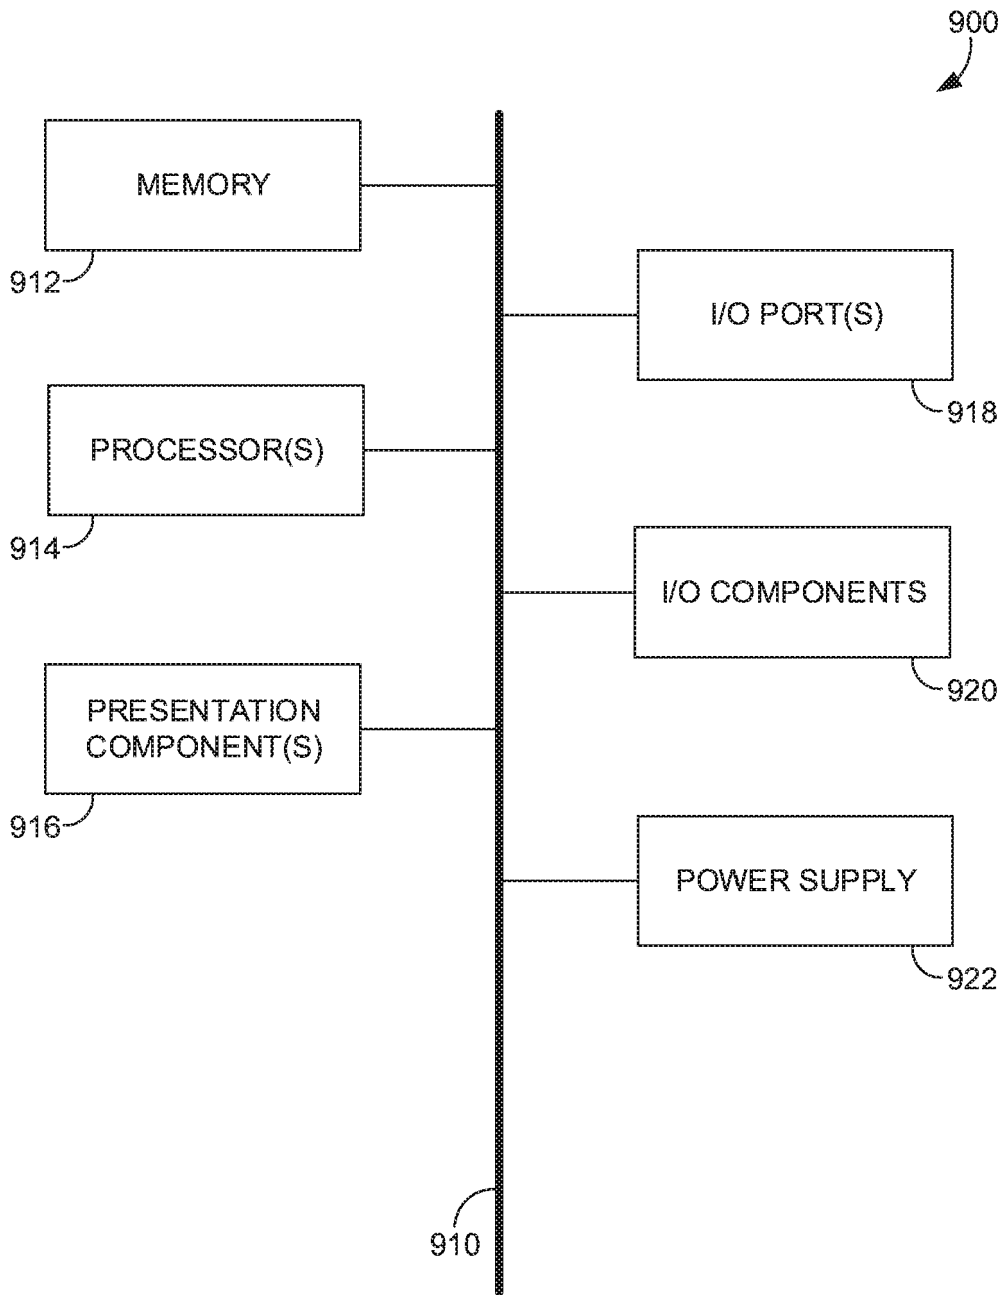 900
MEMORY
912
I/O PORT(S)
918
PROCESSOR(S)
914
I/O COMPONENTS
920
PRESENTATION
COMPONENT(S)
916
POWER SUPPLY
922
910